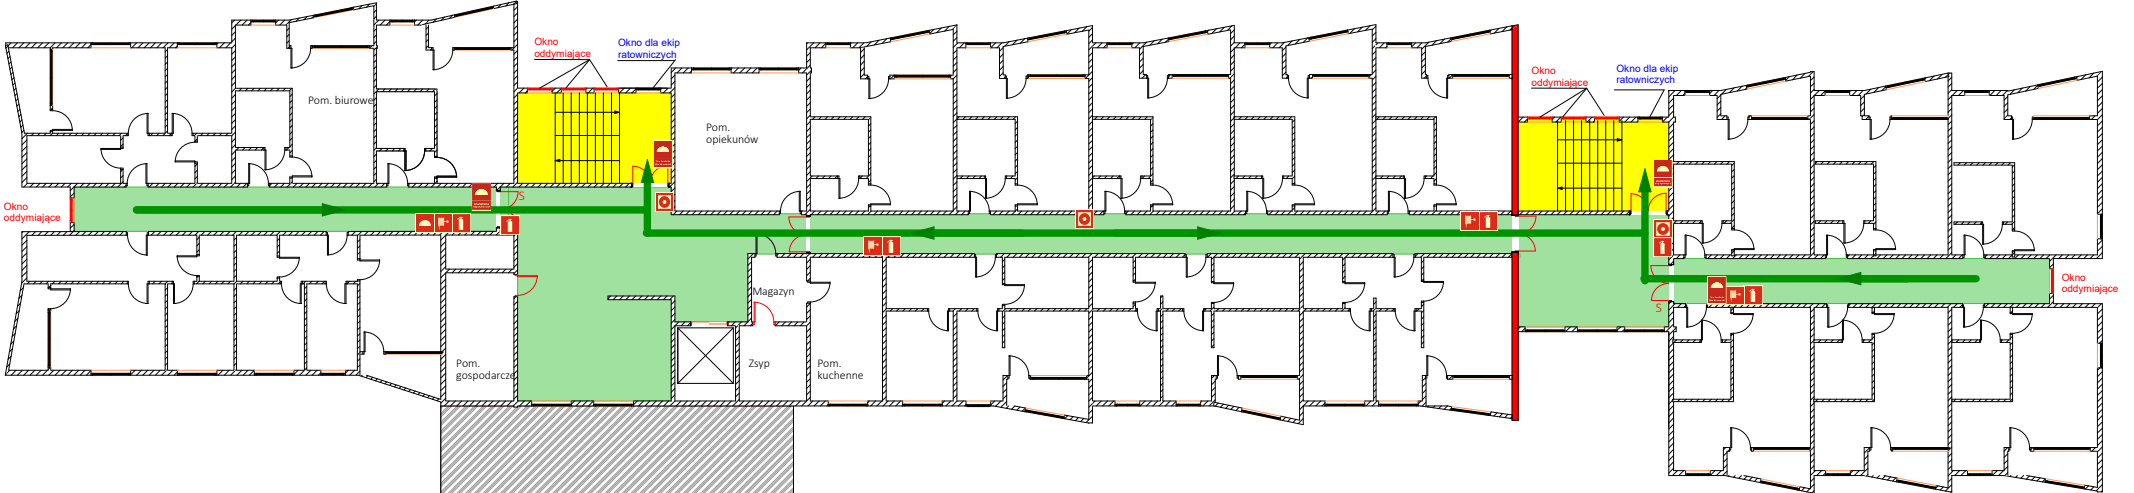 Okno
oddymiające
Okno dla ekip
ratowniczych
Okno
oddymiające
Okno dla ekip
ratowniczych
Pom. biurowe
Pom.
opiekunów
S
Okno
oddymiające
Okno
oddymiające
Magazyn
S
Pom.
gospodarcze
Zsyp
Pom.
kuchenne